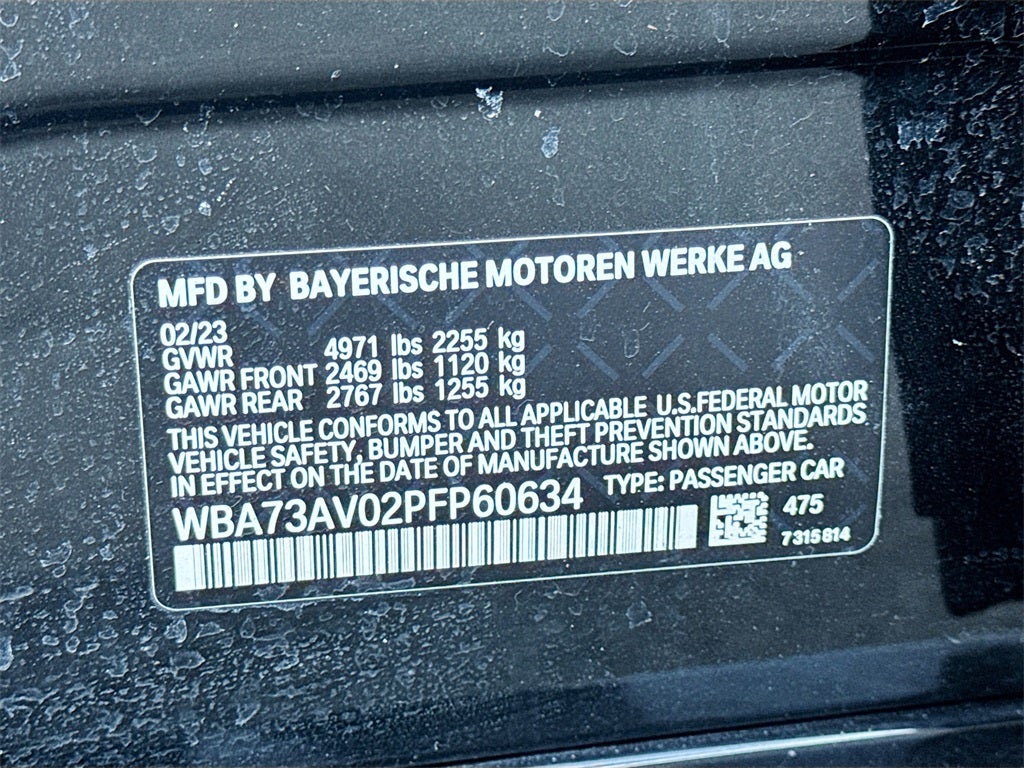 MFD BY BAYERISCHE MOTOREN WERKE AG
02/23
GVWR 4971 lbs 2255 kg
GAWR FRONT 2469 lbs 1120 kg
GAWR REAR 2767 lbs 1255 kg
THIS VEHICLE CONFORMS TO ALL APPLICABLE U.S.FEDERAL MOTOR
VEHICLE SAFETY, BUMPER AND THEFT PREVENTION STANDARDS
IN EFFECT ON THE DATE OF MANUFACTURE SHOWN ABOVE.
WBA73AV02PFP60634 TYPE: PASSENGER CAR
475
7315814